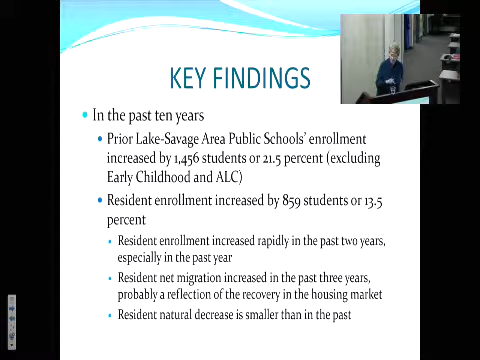 KEY FINDINGS
In the past ten years
Prior Lake-Savage Area Public Schools' enrollment
increased by 1,456 students or 21.5 percent (excluding
Early Childhood and ALC)
Resident enrollment increased by 859 students or 13.5
percent
Resident enrollment increased rapidly in the past two years,
especially in the past year
Resident net migration increased in the past three years,
probably a reflection of the recovery in the housing market
Resident natural decrease is smaller than in the past